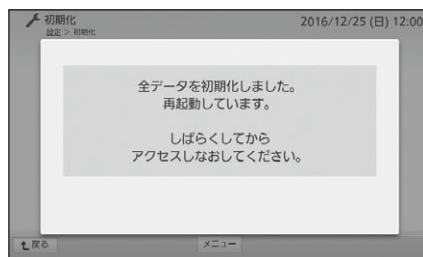 初期化
2016/12/25 (日) 12:00
設定 > 初期化
全データを初期化しました。
再起動しています。
しばらくしてから
アクセスしなおしてください。
戻る
メニュー